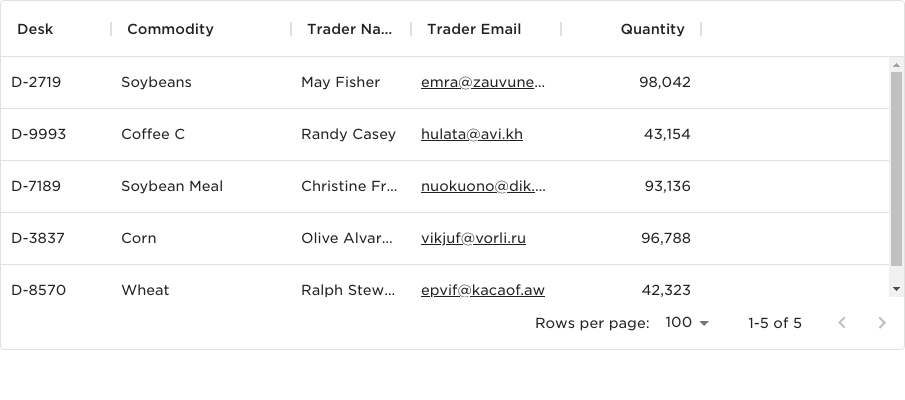 Desk Commodity Trader Na... Trader Email Quantity
D-2719 Soybeans May Fisher emra@zauvune... 98,042
D-9993 Coffee C Randy Casey hulata@avi.kh 43,154
D-7189 Soybean Meal Christine Fr... nuokuono@dik.... 93,136
D-3837 Corn Olive Alvar... vikjuf@vorli.ru 96,788
D-8570 Wheat Ralph Stew... epvif@kacaof.aw 42,323
Rows per page: 100 1-5 of 5